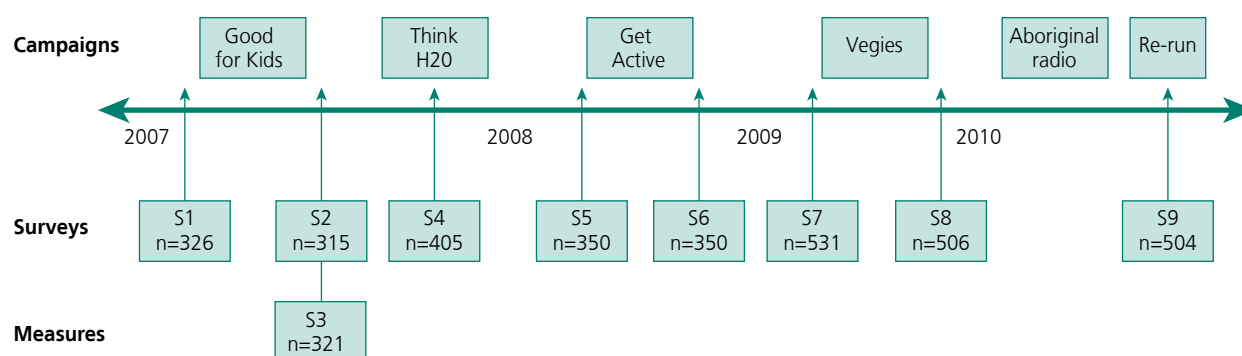 Campaigns
Good
for Kids
Think
H20
Get
Active
Vegies
Aboriginal
radio
Re-run
2007
2008
2009
2010
Surveys
S1
n=326
S2
n=315
S4
n=405
S5
n=350
S6
n=350
S7
n=531
S8
n=506
S9
n=504
Measures
S3
n=321